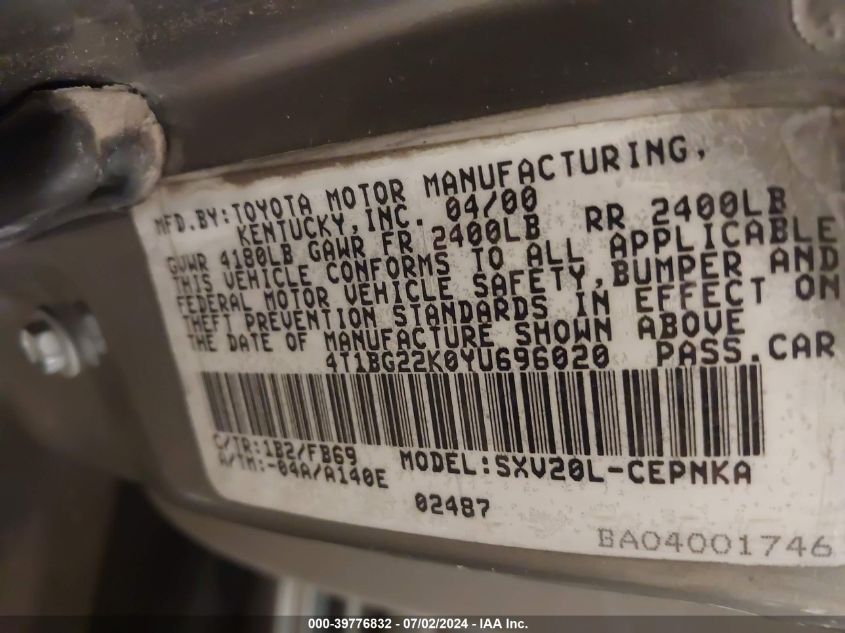 MFD.BY:TOYOTA MOTOR MANUFACTURING,
KENTUCKY,INC. 04/00
GVWR 4180LB GAWR FR 2400LB RR 2400LB
THIS VEHICLE CONFORMS TO ALL APPLICABLE
FEDERAL MOTOR VEHICLE SAFETY,BUMPER AND
THEFT PREVENTION STANDARDS IN EFFECT ON
THE DATE OF MANUFACTURE SHOWN ABOVE
4T1BG22K0YU696020 PASS.CAR
C/TR:1B2/FB69
A/TM:-04A/A140E
MODEL:SXV20L-CEPNKA
02487
BA04001746
000-39776832 / 07/02/2024 - IAA Inc.